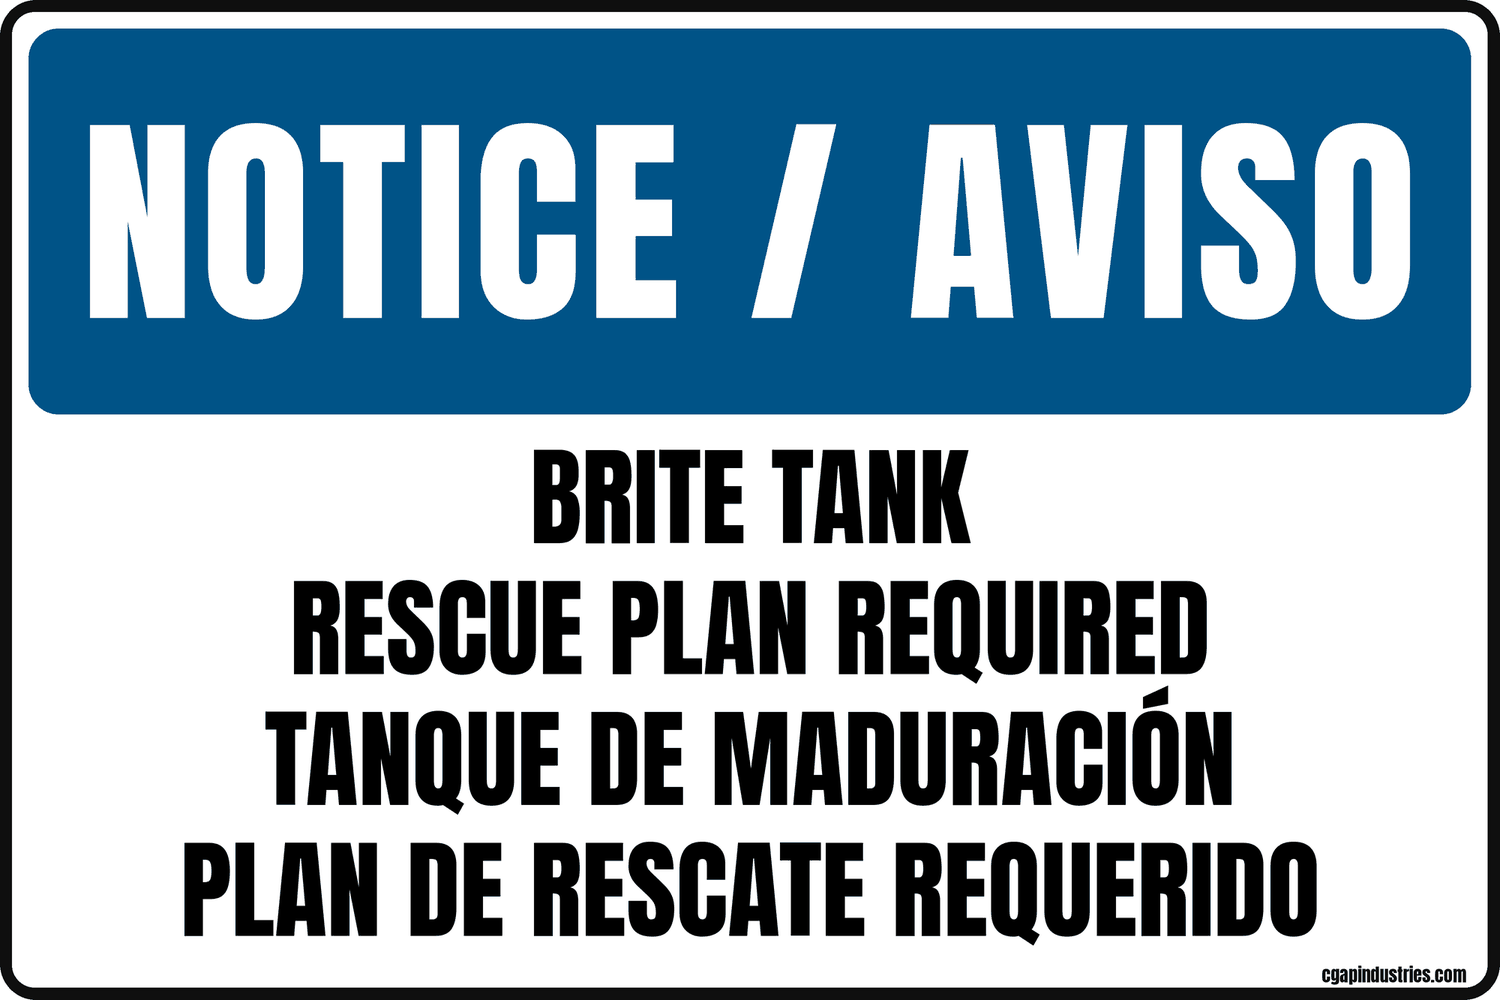 NOTICE / AVISO
BRITE TANK
RESCUE PLAN REQUIRED
TANQUE DE MADURACIÓN
PLAN DE RESCATE REQUERIDO
cgapindustries.com